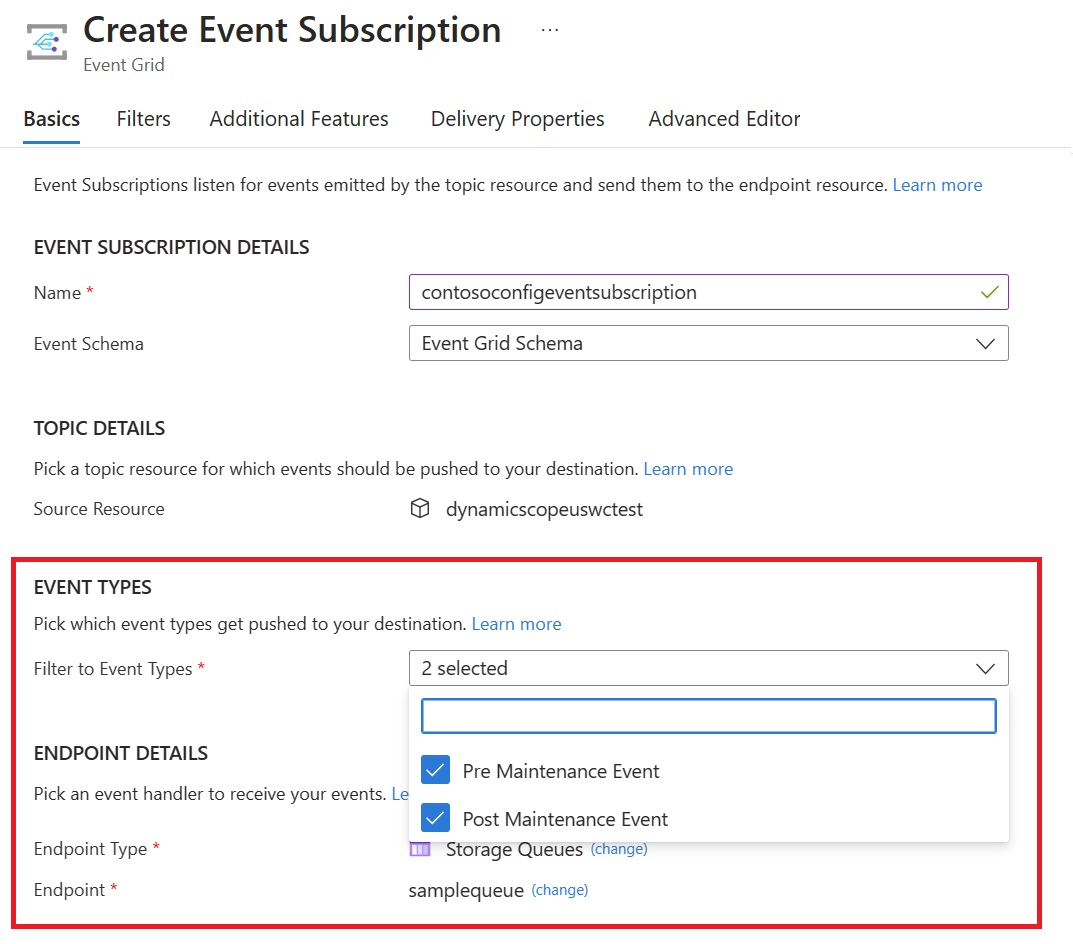 Create Event Subscription ...
Event Grid
Basics Filters Additional Features Delivery Properties Advanced Editor
Event Subscriptions listen for events emitted by the topic resource and send them to the endpoint resource. Learn more
EVENT SUBSCRIPTION DETAILS
Name * contosoconfigeventsubscription
Event Schema Event Grid Schema
TOPIC DETAILS
Pick a topic resource for which events should be pushed to your destination. Learn more
Source Resource dynamicscopeuswctest
EVENT TYPES
Pick which event types get pushed to your destination. Learn more
Filter to Event Types * 2 selected
Pre Maintenance Event
Post Maintenance Event
ENDPOINT DETAILS
Pick an event handler to receive your events. Le
Endpoint Type * Storage Queues (change)
Endpoint * samplequeue (change)